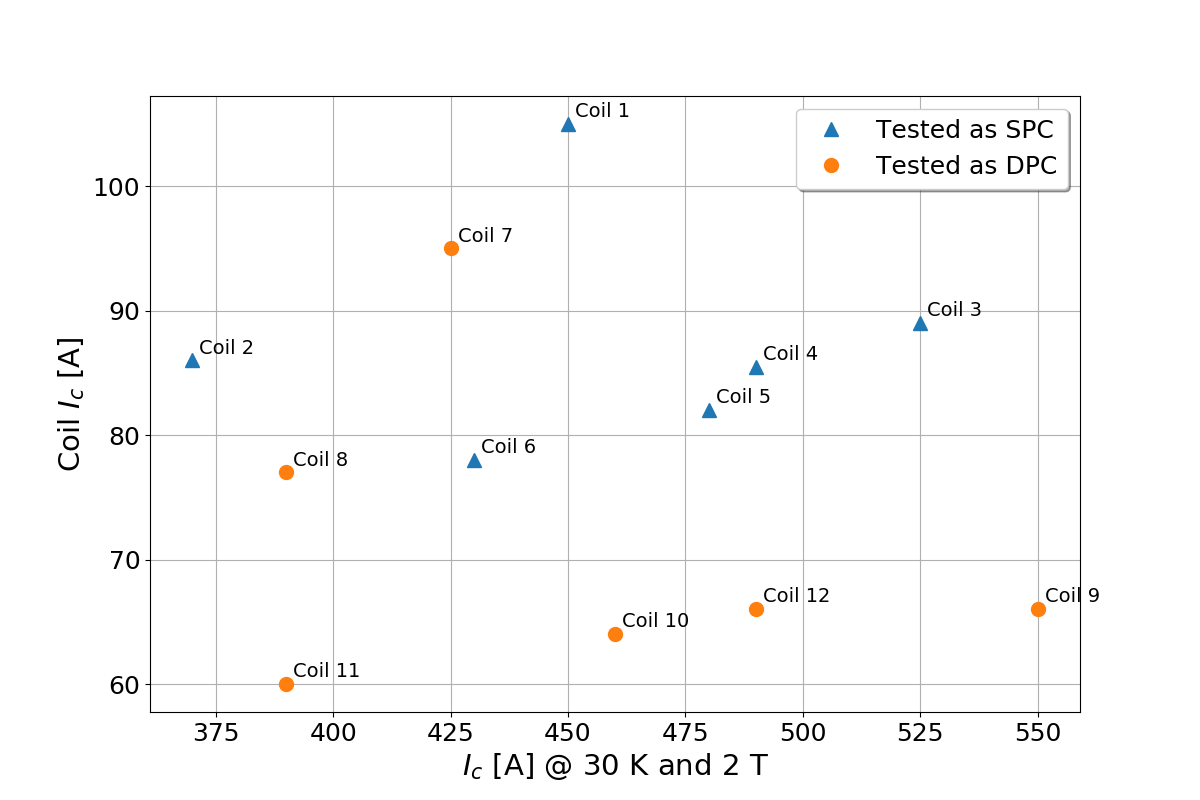 Coil 1
Tested as SPC
Tested as DPC
100
Coil 7
90
Coil 3
Coil 2
Coil 4
Coil 5
80
Coil 6
Coil 8
70
Coil 12
Coil 9
Coil 10
Coil 11
60
Coil I_c [A]
375
400
425
450
475
500
525
550
I_c [A] @ 30 K and 2 T